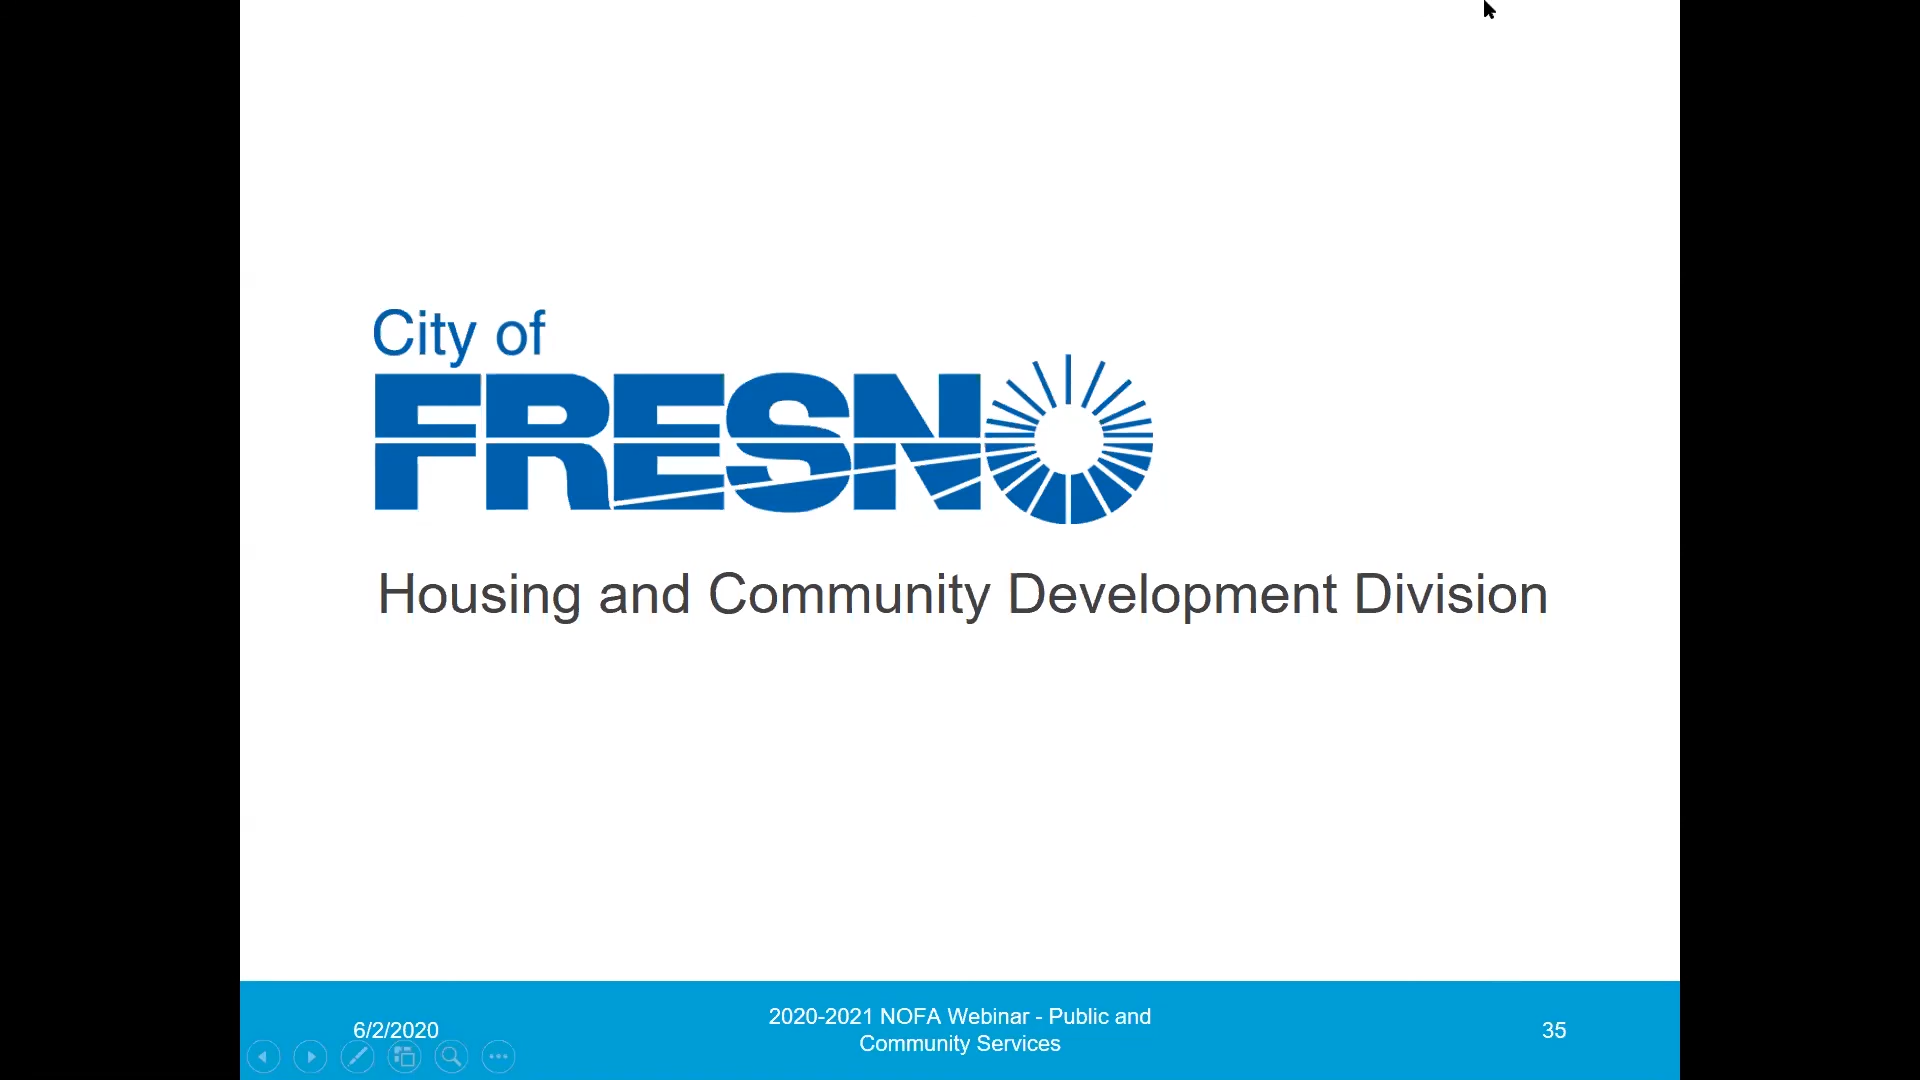 City of
FRESNO
Housing and Community Development Division
6/2/2020
2020-2021 NOFA Webinar - Public and
Community Services
35